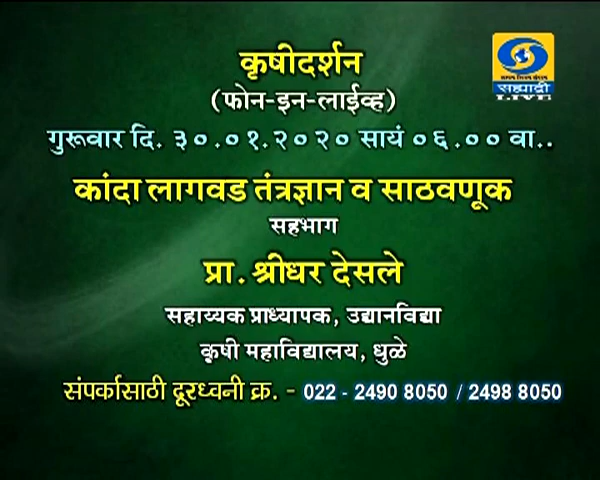 कृषीदर्शन
(फोन-इन-लाईव्ह)
गुरूवार दि. ३०.०१.२०२० सायं ०६.०० वा..
कांदा लागवड तंत्रज्ञान व साठवणूक
सहभाग
प्रा. श्रीधर देसले
सहाय्यक प्राध्यापक, उद्यानविद्या
कृषी महाविद्यालय, धुळे
संपर्कासाठी दूरध्वनी क्र. - 022 - 2490 8050 / 2498 8050
सह्याद्री
LIVE